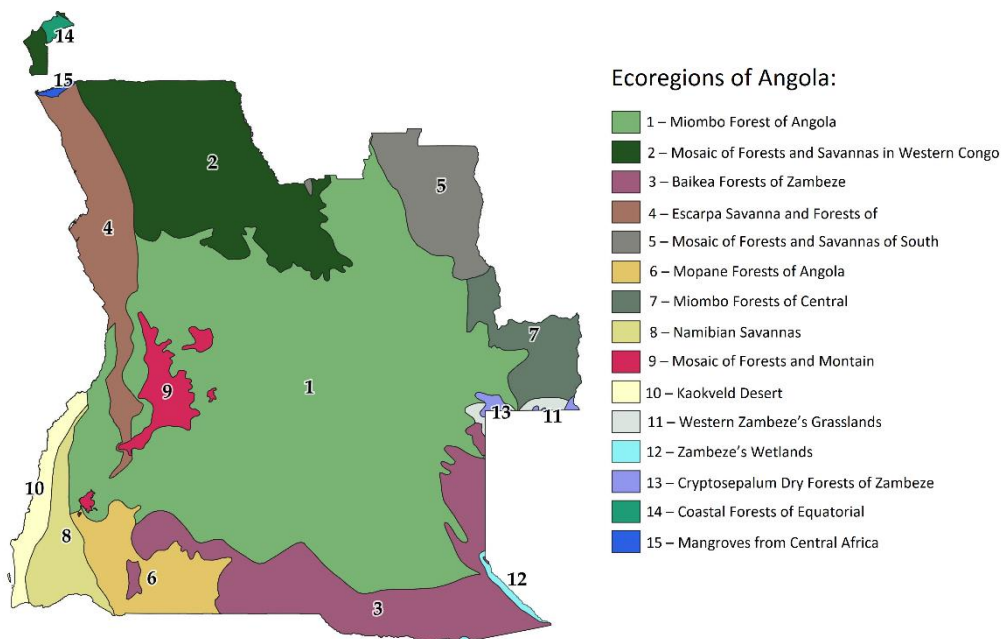 14
15
2
5
4
7
1
9
13
11
10
8
6
12
3
Ecoregions of Angola:
1 – Miombo Forest of Angola
2 – Mosaic of Forests and Savannas in Western Congo
3 – Baikea Forests of Zambeze
4 – Escarpa Savanna and Forests of
5 – Mosaic of Forests and Savannas of South
6 – Mopane Forests of Angola
7 – Miombo Forests of Central
8 – Namibian Savannas
9 – Mosaic of Forests and Montain
10 – Kaokveld Desert
11 – Western Zambeze's Grasslands
12 – Zambeze's Wetlands
13 – Cryptosepalum Dry Forests of Zambeze
14 – Coastal Forests of Equatorial
15 – Mangroves from Central Africa